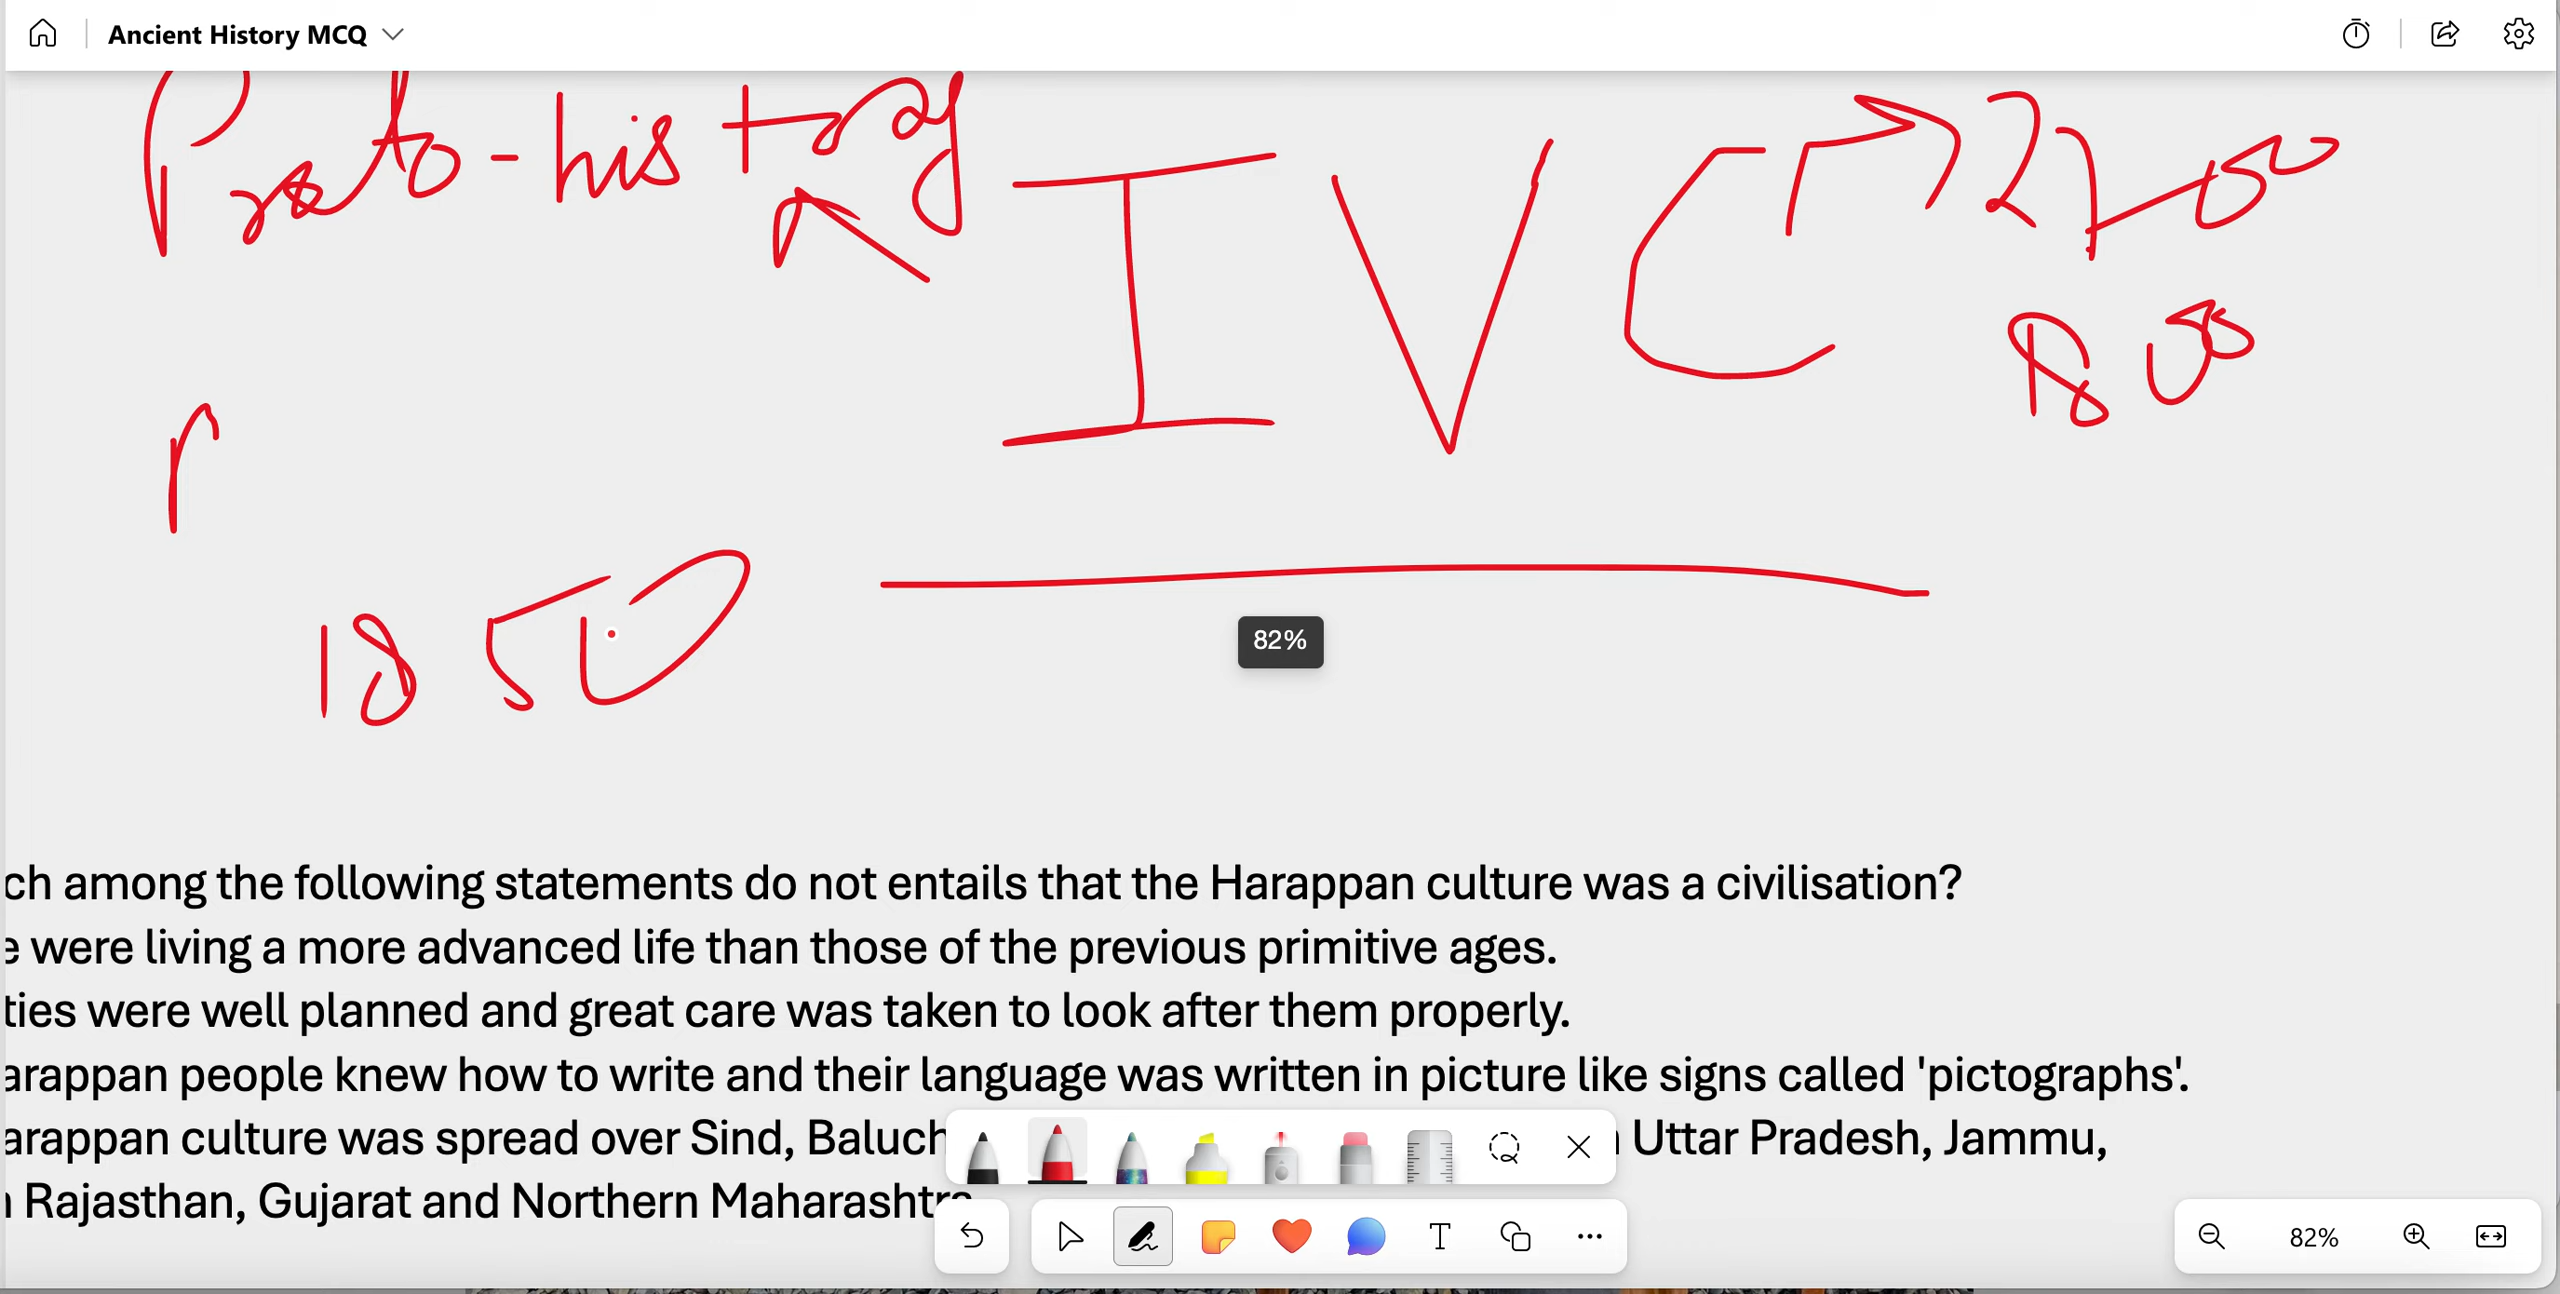 Ancient History MCQ
Proto-history
IVC
1850
82%
ch among the following statements do not entails that the Harappan culture was a civilisation?
e were living a more advanced life than those of the previous primitive ages.
ties were well planned and great care was taken to look after them properly.
arappan people knew how to write and their language was written in picture like signs called 'pictographs'.
arappan culture was spread over Sind, Baluch Uttar Pradesh, Jammu,
Rajasthan, Gujarat and Northern Maharashtra
82%